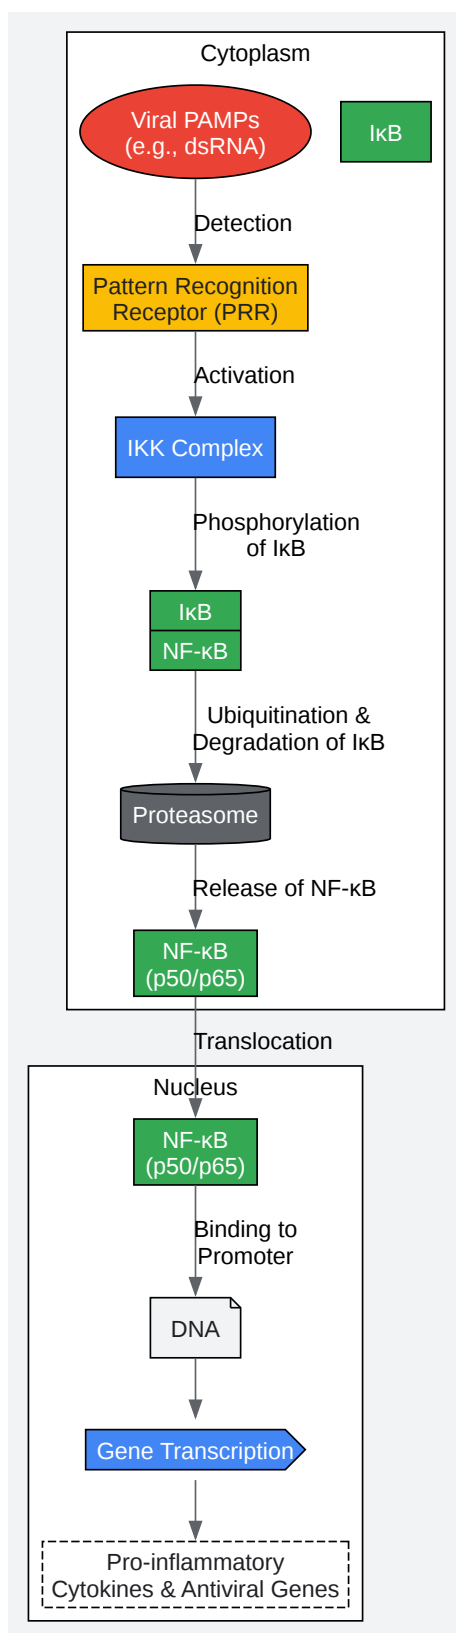 Cytoplasm
Viral PAMPs
(e.g., dsRNA)
IκB
Detection
Pattern Recognition
Receptor (PRR)
Activation
IKK Complex
Phosphorylation
of IκB
IκB
NF-κB
Ubiquitination &
Degradation of IκB
Proteasome
Release of NF-κB
NF-κB
(p50/p65)
Translocation
Nucleus
NF-κB
(p50/p65)
Binding to
Promoter
DNA
Gene Transcription
Pro-inflammatory
Cytokines & Antiviral Genes